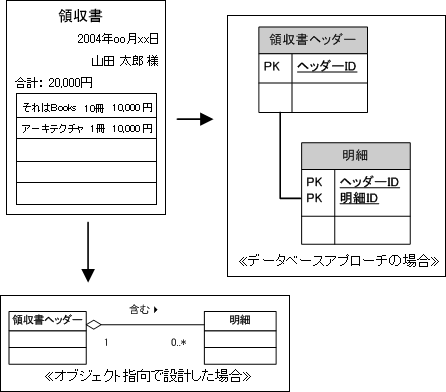 領収書
2004年oo月xx日
山田 太郎 様
合計: 20,000円
それはBooks 10冊 10,000円
アーキテクチャ 1冊 10,000円
領収書ヘッダー
PK ヘッダーID
明細
PK ヘッダーID
PK 明細ID
≪データベースアプローチの場合≫
含む
領収書ヘッダー
明細
1
0..*
≪オブジェクト指向で設計した場合≫